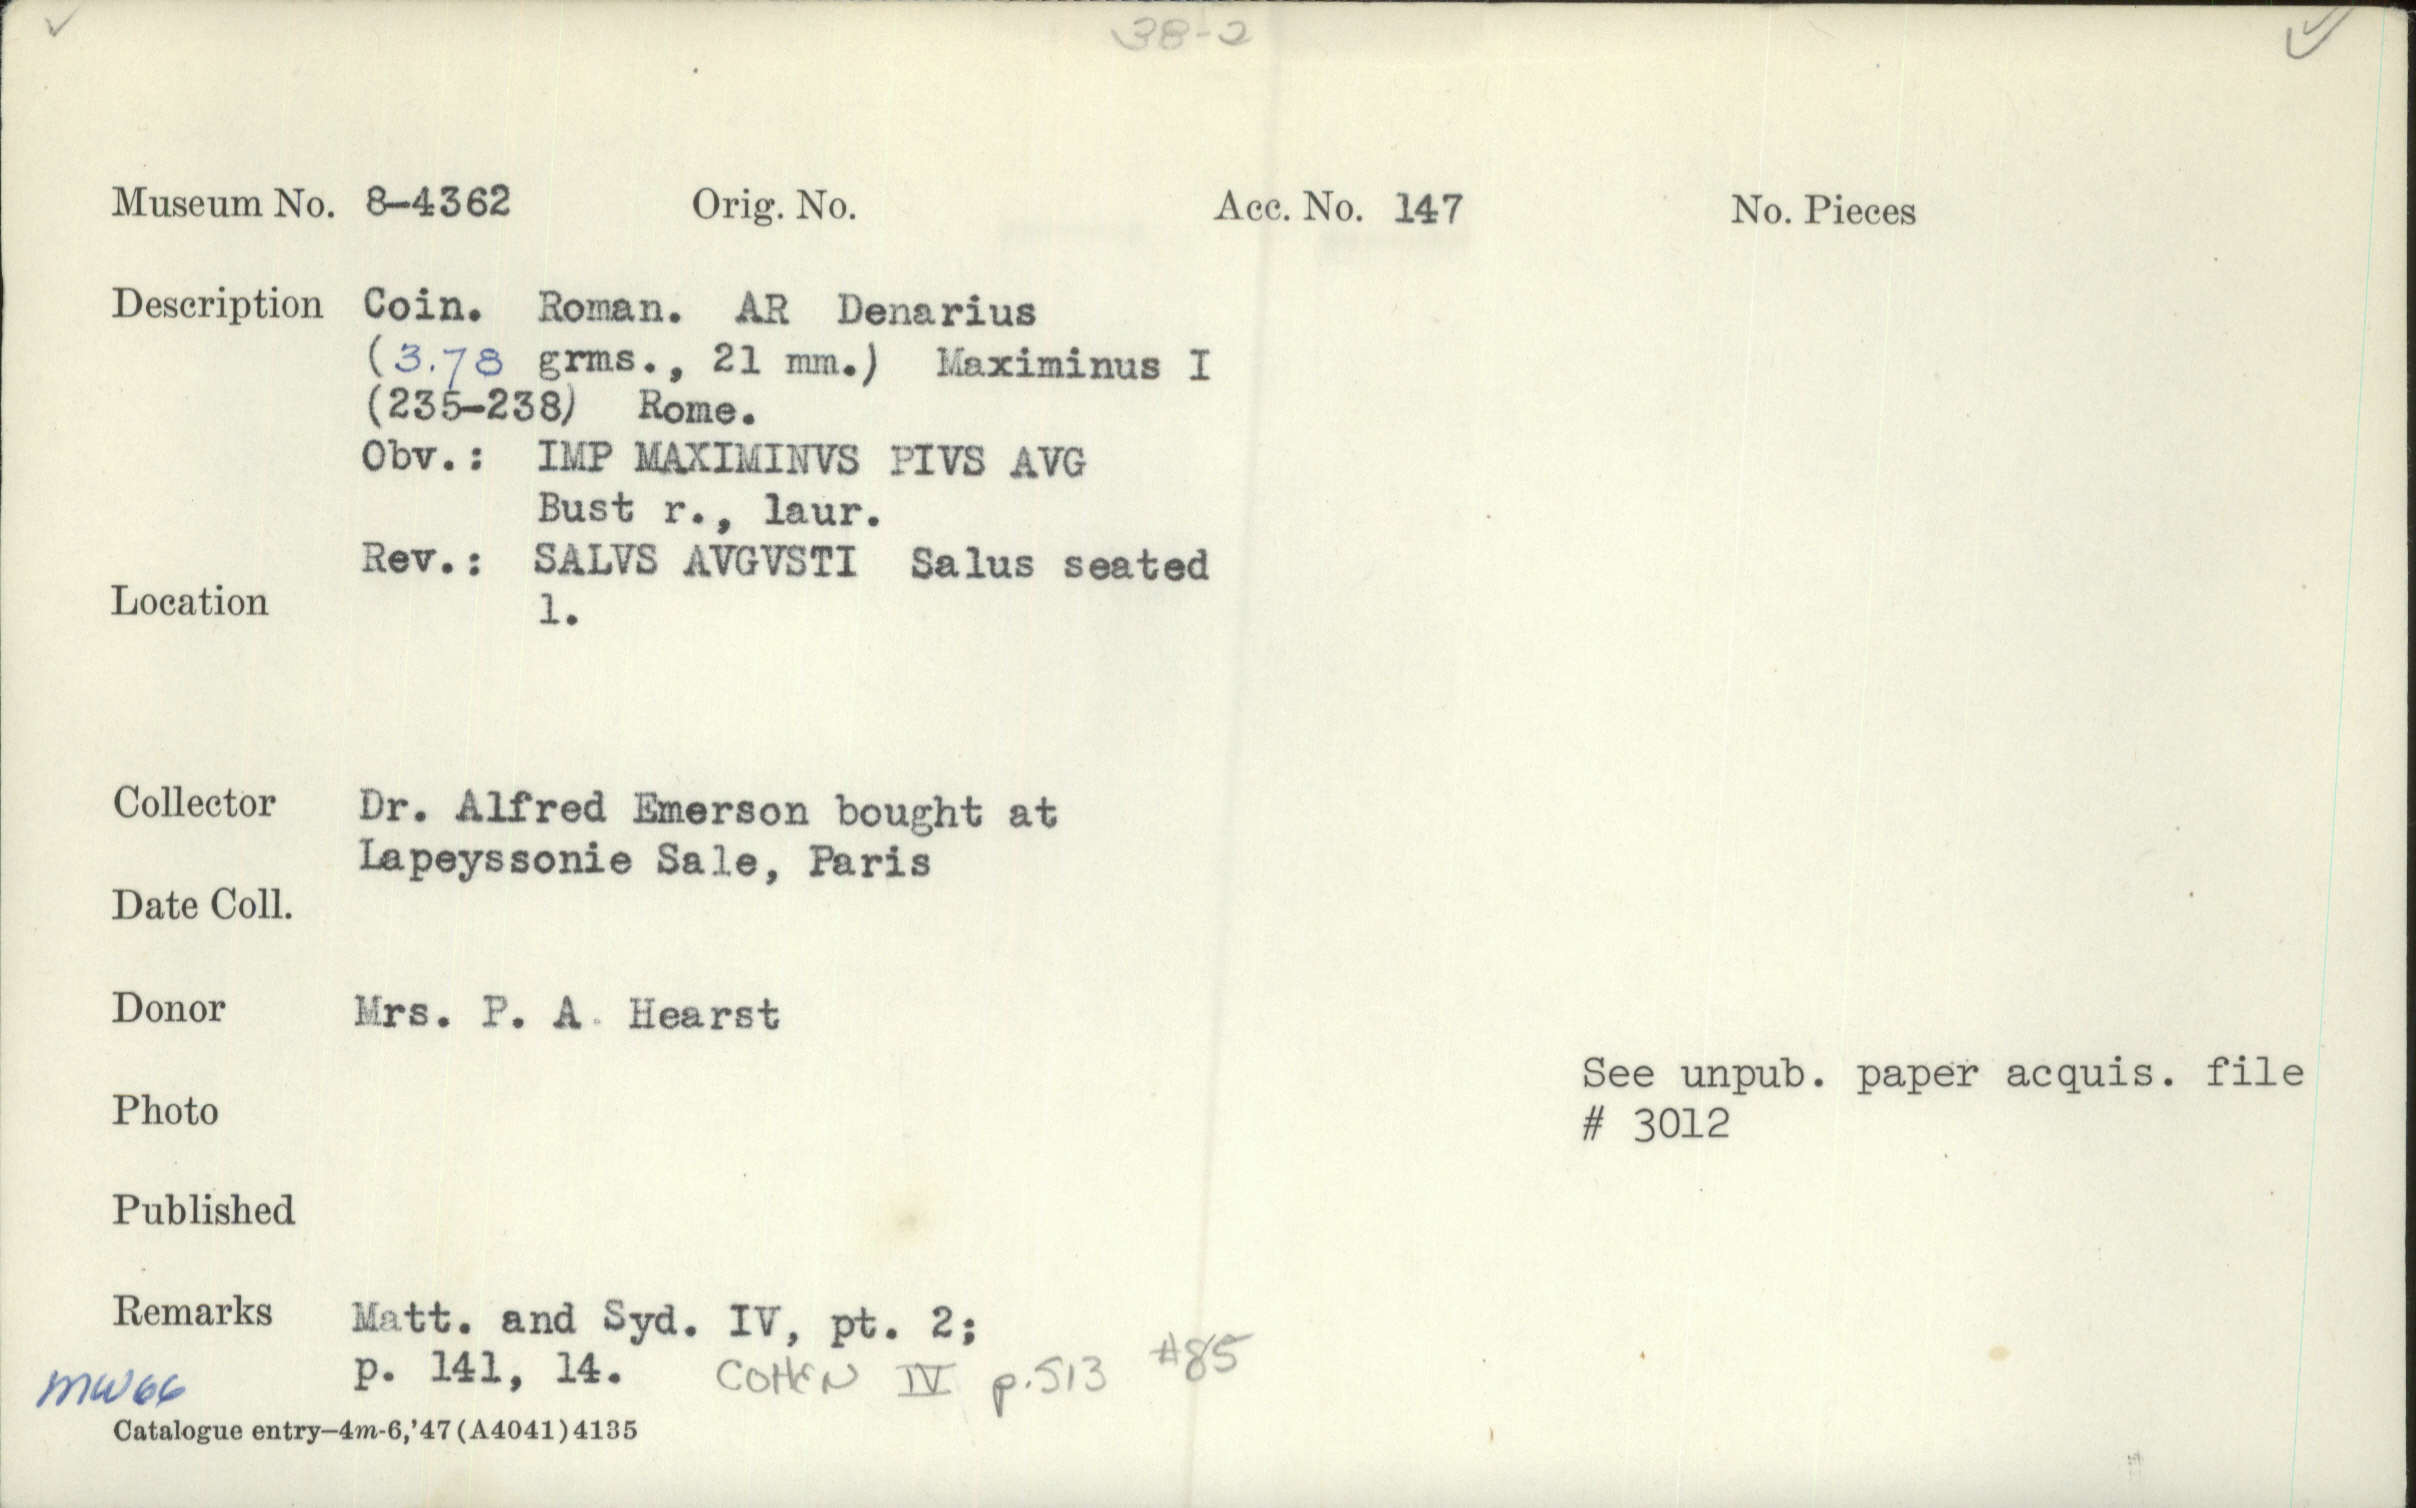 38-2
Museum No. 8-4362 Orig. No. Acc. No. 147 No. Pieces
Description Coin. Roman. AR Denarius
(3.78 grms., 21 mm.) Maximinus I
(235-238) Rome.
Obv.: IMP MAXIMINVS PIVS AVG
Bust r., laur.
Rev.: SALVS AVGVSTI Salus seated
Location l.
Collector Dr. Alfred Emerson bought at
Lapeyssonie Sale, Paris
Date Coll.
Donor Mrs. P. A. Hearst
See unpub. paper acquis. file
Photo # 3012
Published
Remarks Matt. and Syd. IV, pt. 2;
p. 141, 14. COHEN IV p.513 #85
MW66
Catalogue entry—4m-6,'47(A4041)4135